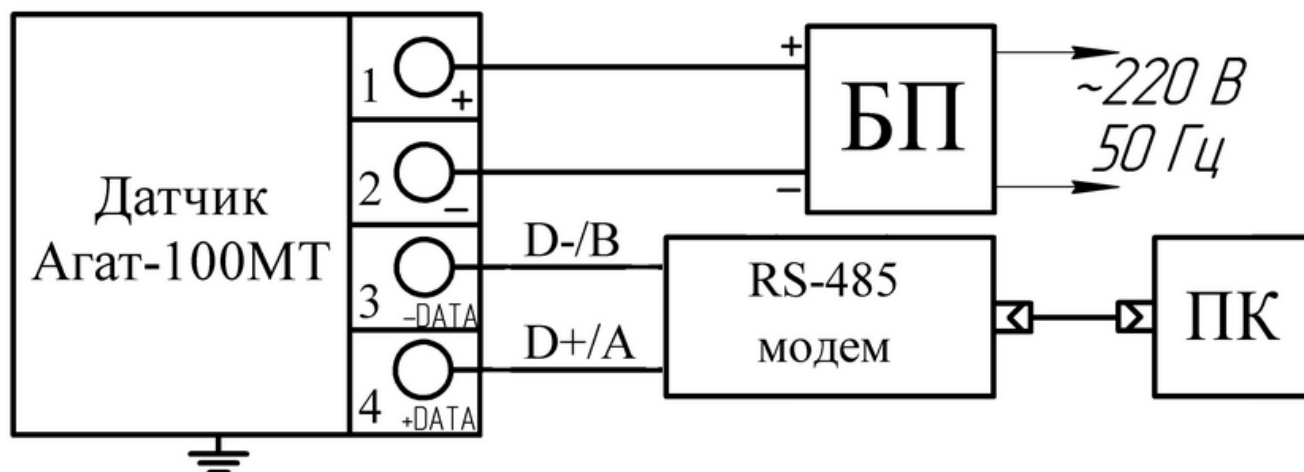 Датчик
Агат-100МТ
1
+
2
−
3
−DATA
4
+DATA
+
−
БП
~220 В
50 Гц
D-/B
D+/A
RS-485
модем
ПК